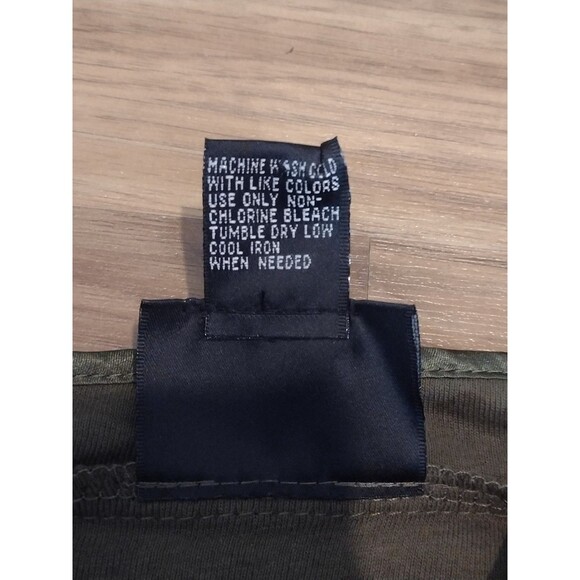 MACHINE WASH COLD
WITH LIKE COLORS
USE ONLY NON-
CHLORINE BLEACH
TUMBLE DRY LOW
COOL IRON
WHEN NEEDED